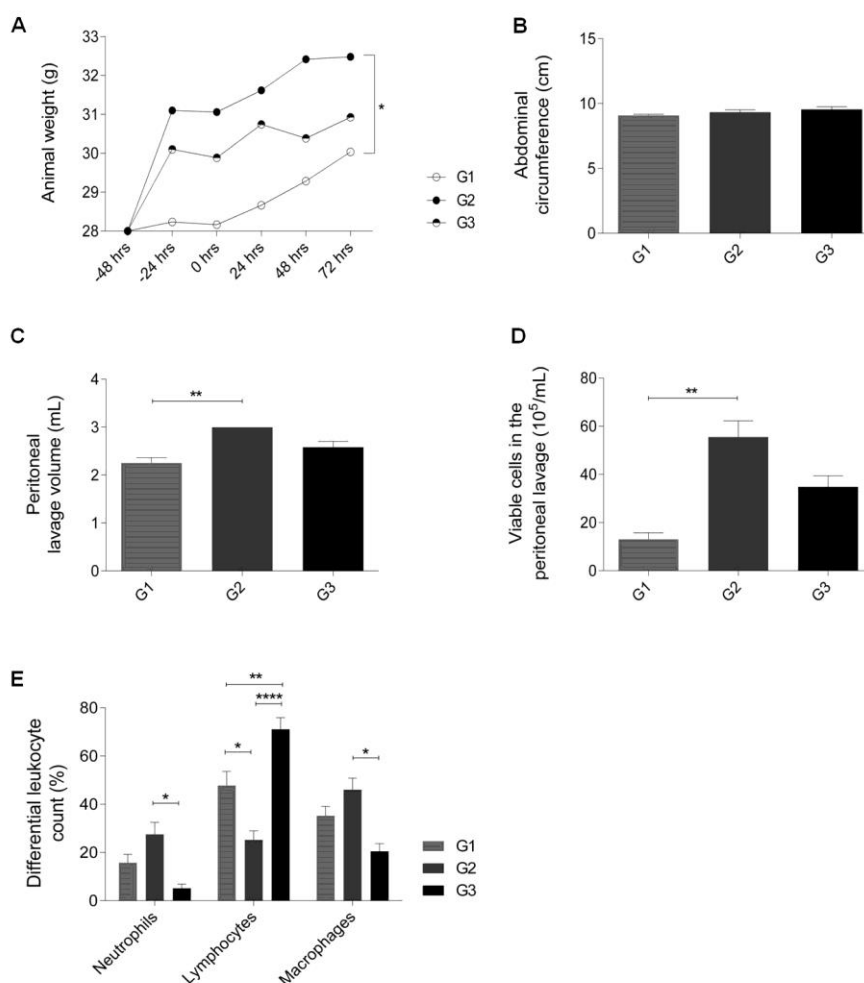 A
Animal weight (g)
33
32
31
30
29
28
-48 hrs
-24 hrs
0 hrs
24 hrs
48 hrs
72 hrs
*
G1
G2
G3
B
Abdominal
circumference (cm)
15
10
5
0
G1
G2
G3
C
Peritoneal
lavage volume (mL)
4
3
2
1
0
**
G1
G2
G3
D
Viable cells in the
peritoneal lavage (10⁵/mL)
80
60
40
20
0
**
G1
G2
G3
E
Differential leukocyte
count (%)
80
60
40
20
0
*
**
****
*
*
Neutrophils
Lymphocytes
Macrophages
G1
G2
G3